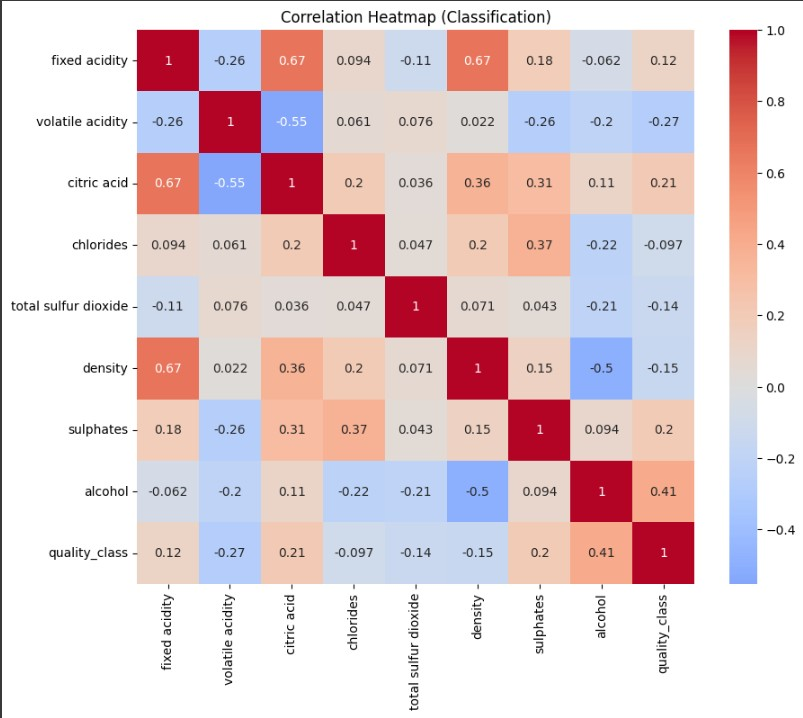 Correlation Heatmap (Classification)
fixed acidity 1 -0.26 0.67 0.094 -0.11 0.67 0.18 -0.062 0.12
volatile acidity -0.26 1 -0.55 0.061 0.076 0.022 -0.26 -0.2 -0.27
citric acid 0.67 -0.55 1 0.2 0.036 0.36 0.31 0.11 0.21
chlorides 0.094 0.061 0.2 1 0.047 0.2 0.37 -0.22 -0.097
total sulfur dioxide -0.11 0.076 0.036 0.047 1 0.071 0.043 -0.21 -0.14
density 0.67 0.022 0.36 0.2 0.071 1 0.15 -0.5 -0.15
sulphates 0.18 -0.26 0.31 0.37 0.043 0.15 1 0.094 0.2
alcohol -0.062 -0.2 0.11 -0.22 -0.21 -0.5 0.094 1 0.41
quality_class 0.12 -0.27 0.21 -0.097 -0.14 -0.15 0.2 0.41 1
fixed acidity
volatile acidity
citric acid
chlorides
total sulfur dioxide
density
sulphates
alcohol
quality_class
1.0
0.8
0.6
0.4
0.2
0.0
−0.2
−0.4